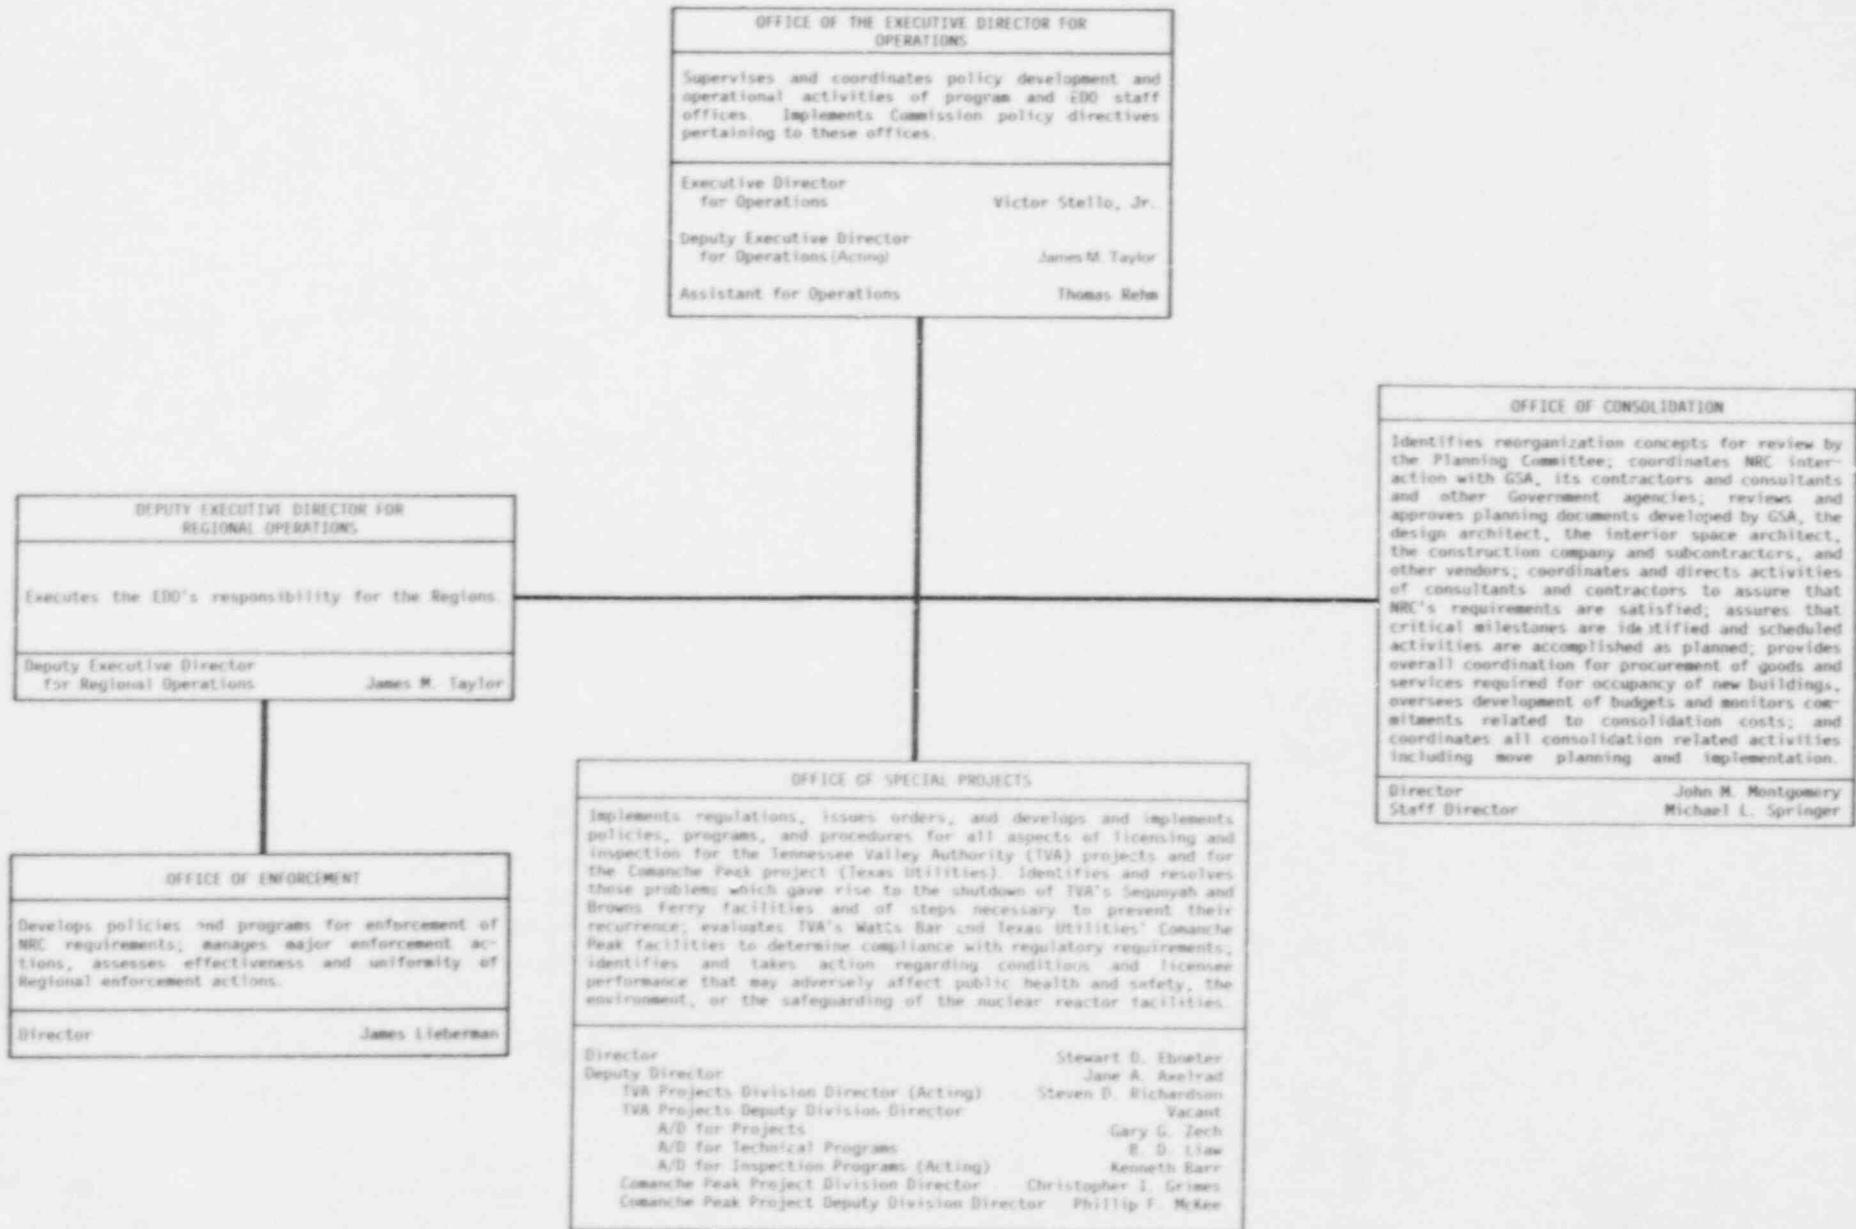 OFFICE OF THE EXECUTIVE DIRECTOR FOR
OPERATIONS
Supervises and coordinates policy development and
operational activities of program and EDO staff
offices. Implements Commission policy directives
pertaining to these offices.
Executive Director
for Operations Victor Stello, Jr.
Deputy Executive Director
for Operations (Acting) James M. Taylor
Assistant for Operations Thomas Rehm
DEPUTY EXECUTIVE DIRECTOR FOR
REGIONAL OPERATIONS
Executes the EDO's responsibility for the Regions.
Deputy Executive Director
for Regional Operations James M. Taylor
OFFICE OF CONSOLIDATION
Identifies reorganization concepts for review by
the Planning Committee; coordinates NRC inter-
action with GSA, its contractors and consultants
and other Government agencies; reviews and
approves planning documents developed by GSA, the
design architect, the interior space architect,
the construction company and subcontractors, and
other vendors; coordinates and directs activities
of consultants and contractors to assure that
NRC's requirements are satisfied; assures that
critical milestones are identified and scheduled
activities are accomplished as planned; provides
overall coordination for procurement of goods and
services required for occupancy of new buildings,
oversees development of budgets and monitors com-
mitments related to consolidation costs; and
coordinates all consolidation related activities
including move planning and implementation.
Director John M. Montgomery
Staff Director Michael L. Springer
OFFICE OF ENFORCEMENT
Develops policies and programs for enforcement of
NRC requirements; manages major enforcement ac-
tions, assesses effectiveness and uniformity of
Regional enforcement actions.
Director James Lieberman
OFFICE OF SPECIAL PROJECTS
Implements regulations, issues orders, and develops and implements
policies, programs, and procedures for all aspects of licensing and
inspection for the Tennessee Valley Authority (TVA) projects and for
the Comanche Peak project (Texas Utilities). Identifies and resolves
those problems which gave rise to the shutdown of TVA's Sequoyah and
Browns Ferry facilities and of steps necessary to prevent their
recurrence; evaluates TVA's Watts Bar and Texas Utilities' Comanche
Peak facilities to determine compliance with regulatory requirements;
identifies and takes action regarding conditions and licensee
performance that may adversely affect public health and safety, the
environment, or the safeguarding of the nuclear reactor facilities.
Director Stewart D. Ebneter
Deputy Director Jane A. Axelrad
TVA Projects Division Director (Acting) Steven D. Richardson
TVA Projects Deputy Division Director Vacant
A/D for Projects Gary G. Zech
A/D for Technical Programs B. D. Liaw
A/D for Inspection Programs (Acting) Kenneth Barr
Comanche Peak Project Division Director Christopher I. Grimes
Comanche Peak Project Deputy Division Director Phillip F. McKee